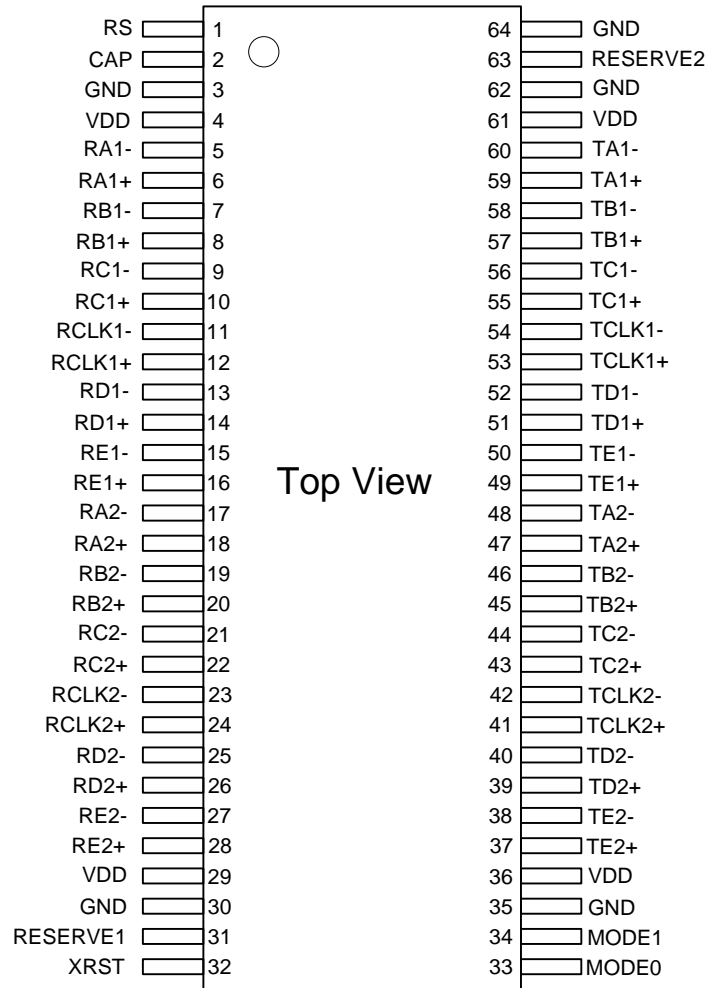 RS 1 64 GND
CAP 2 63 RESERVE2
GND 3 62 GND
VDD 4 61 VDD
RA1- 5 60 TA1-
RA1+ 6 59 TA1+
RB1- 7 58 TB1-
RB1+ 8 57 TB1+
RC1- 9 56 TC1-
RC1+ 10 55 TC1+
RCLK1- 11 54 TCLK1-
RCLK1+ 12 53 TCLK1+
RD1- 13 52 TD1-
RD1+ 14 51 TD1+
RE1- 15 50 TE1-
RE1+ 16 Top View 49 TE1+
RA2- 17 48 TA2-
RA2+ 18 47 TA2+
RB2- 19 46 TB2-
RB2+ 20 45 TB2+
RC2- 21 44 TC2-
RC2+ 22 43 TC2+
RCLK2- 23 42 TCLK2-
RCLK2+ 24 41 TCLK2+
RD2- 25 40 TD2-
RD2+ 26 39 TD2+
RE2- 27 38 TE2-
RE2+ 28 37 TE2+
VDD 29 36 VDD
GND 30 35 GND
RESERVE1 31 34 MODE1
XRST 32 33 MODE0